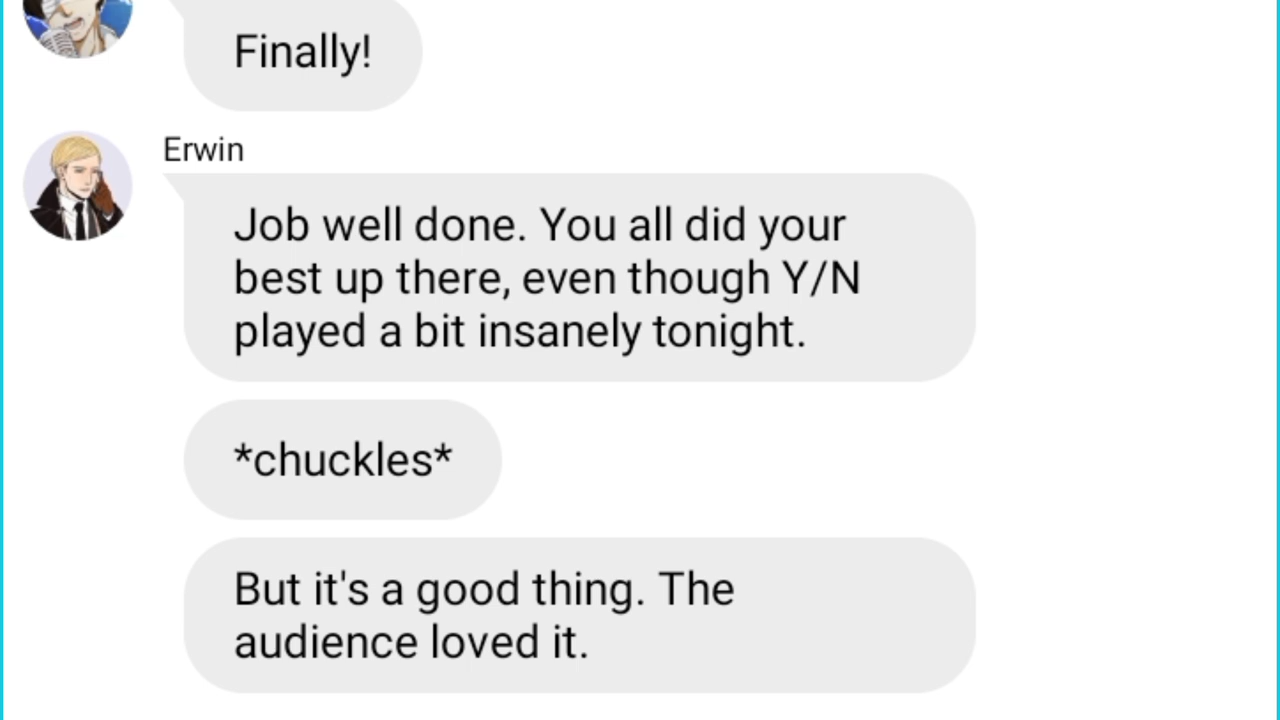 Finally!
Erwin
Job well done. You all did your
best up there, even though Y/N
played a bit insanely tonight.
*chuckles*
But it's a good thing. The
audience loved it.